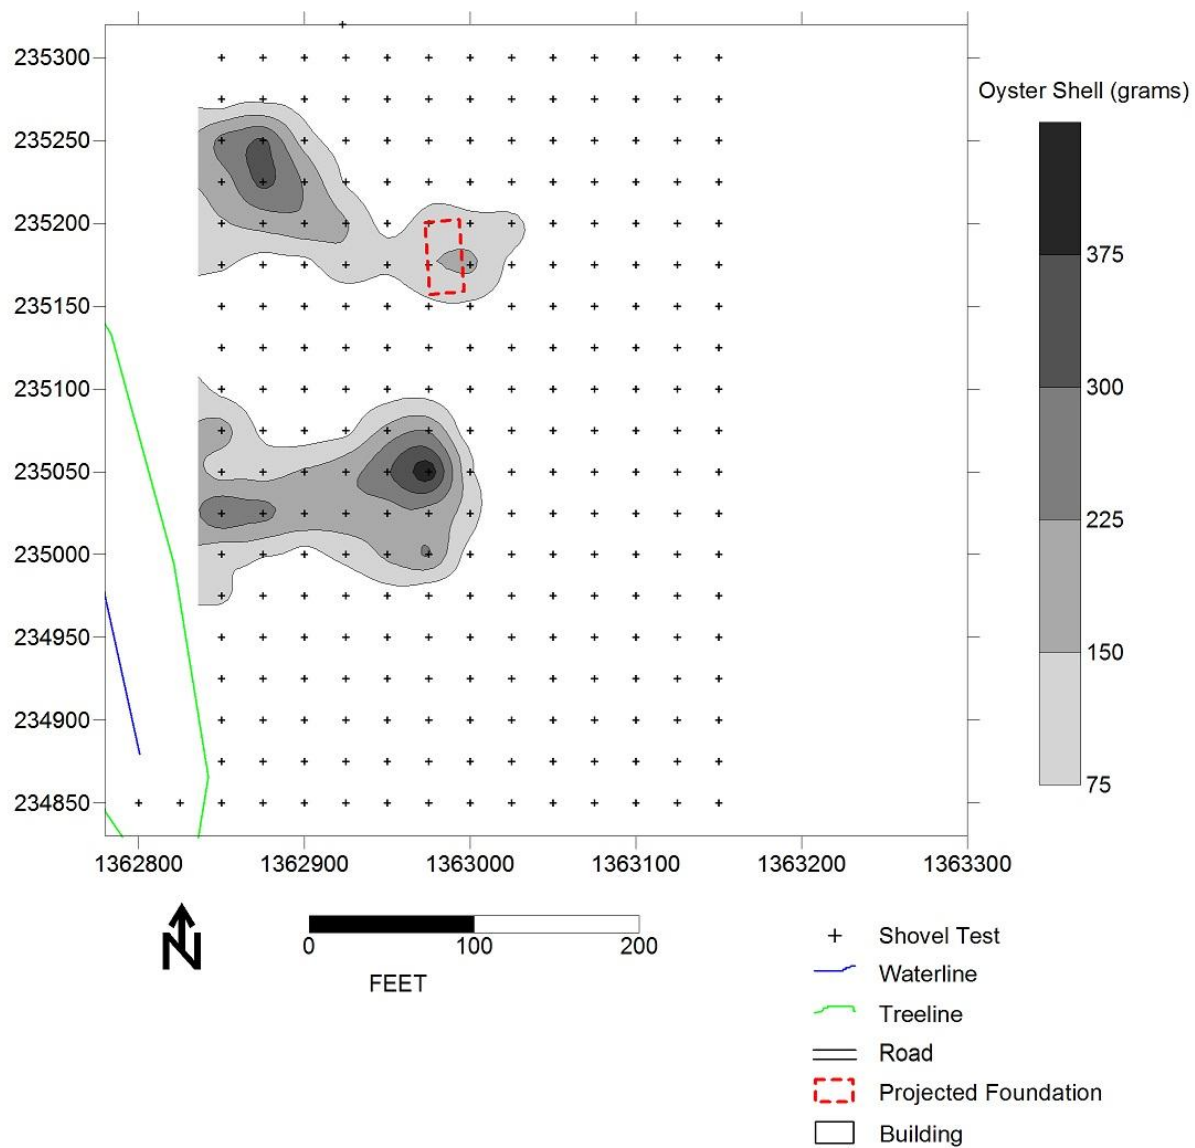 Oyster Shell (grams)
375
300
225
150
75
235300
235250
235200
235150
235100
235050
235000
234950
234900
234850
1362800 1362900 1363000 1363100 1363200 1363300
N
0 100 200
FEET
Shovel Test
Waterline
Treeline
Road
Projected Foundation
Building